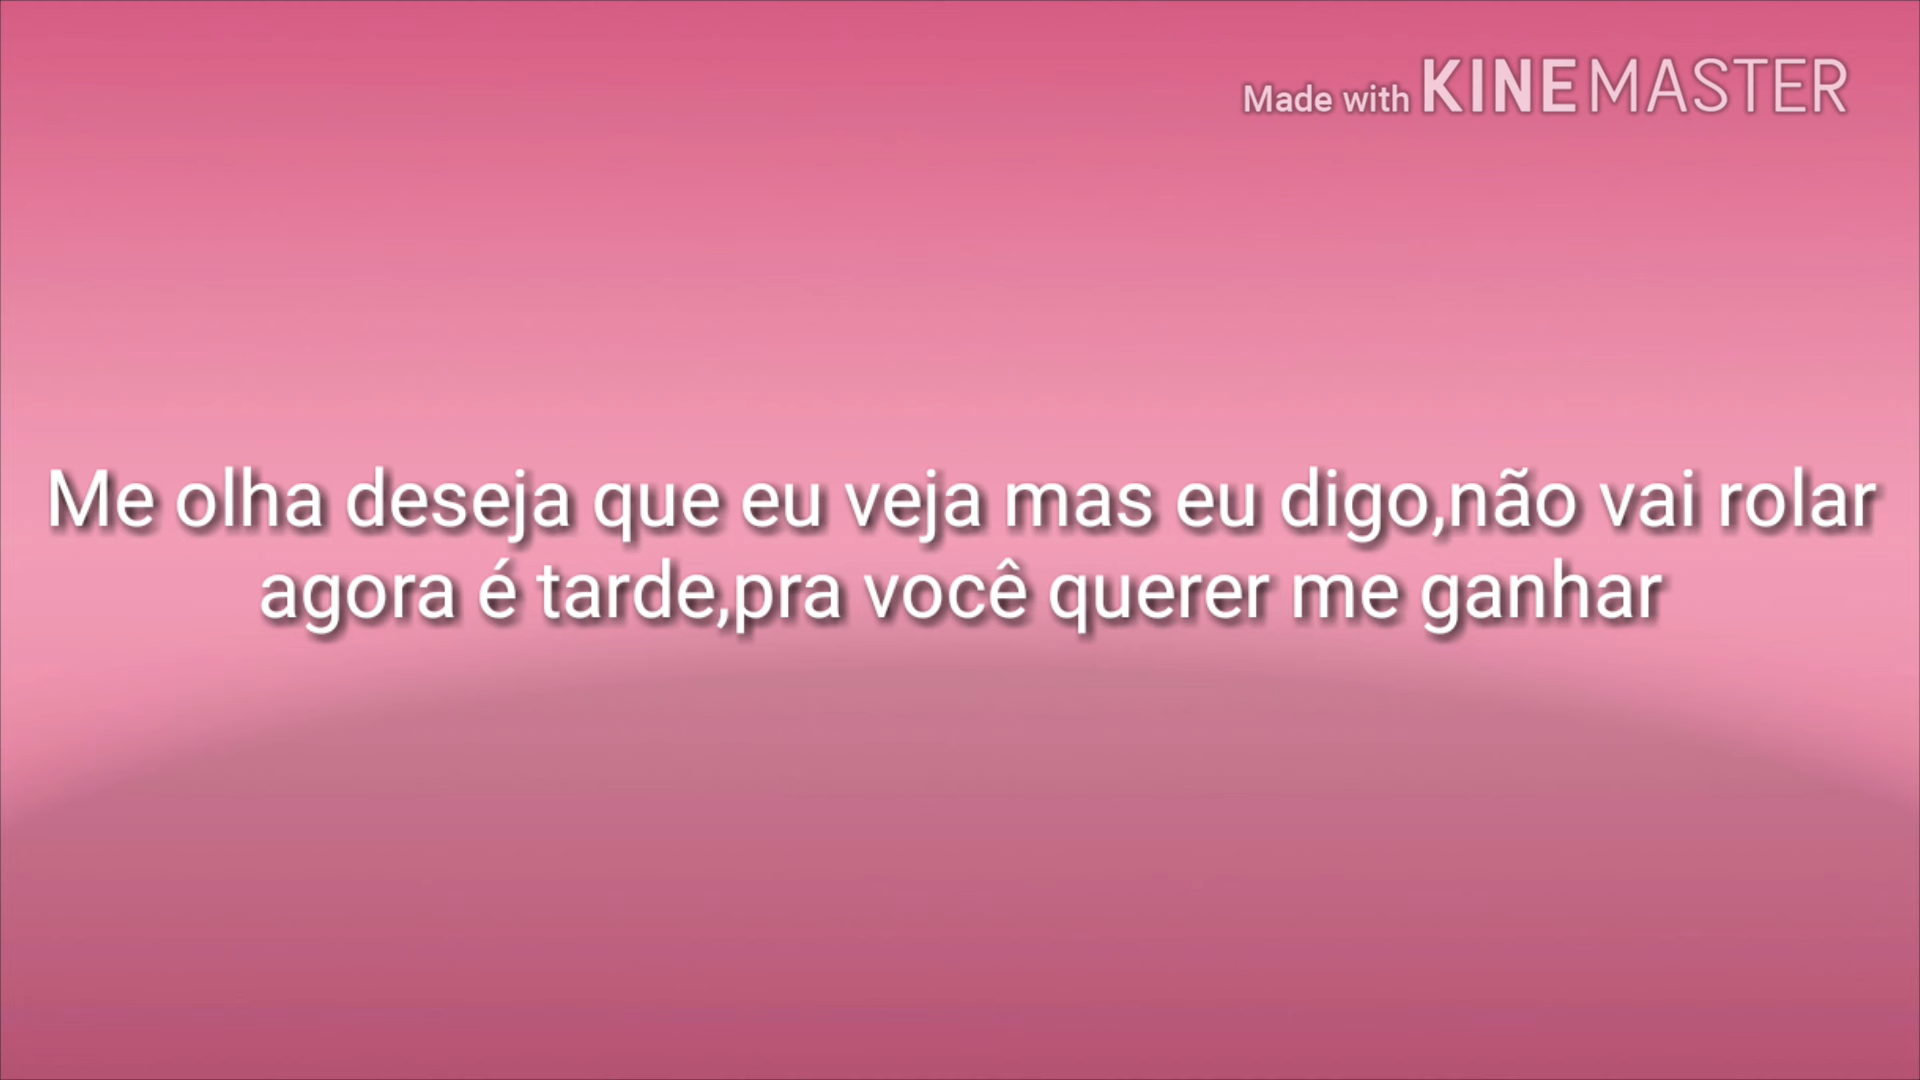 Made with KINEMASTER
Me olha deseja que eu veja mas eu digo,não vai rolar
agora é tarde,pra você querer me ganhar